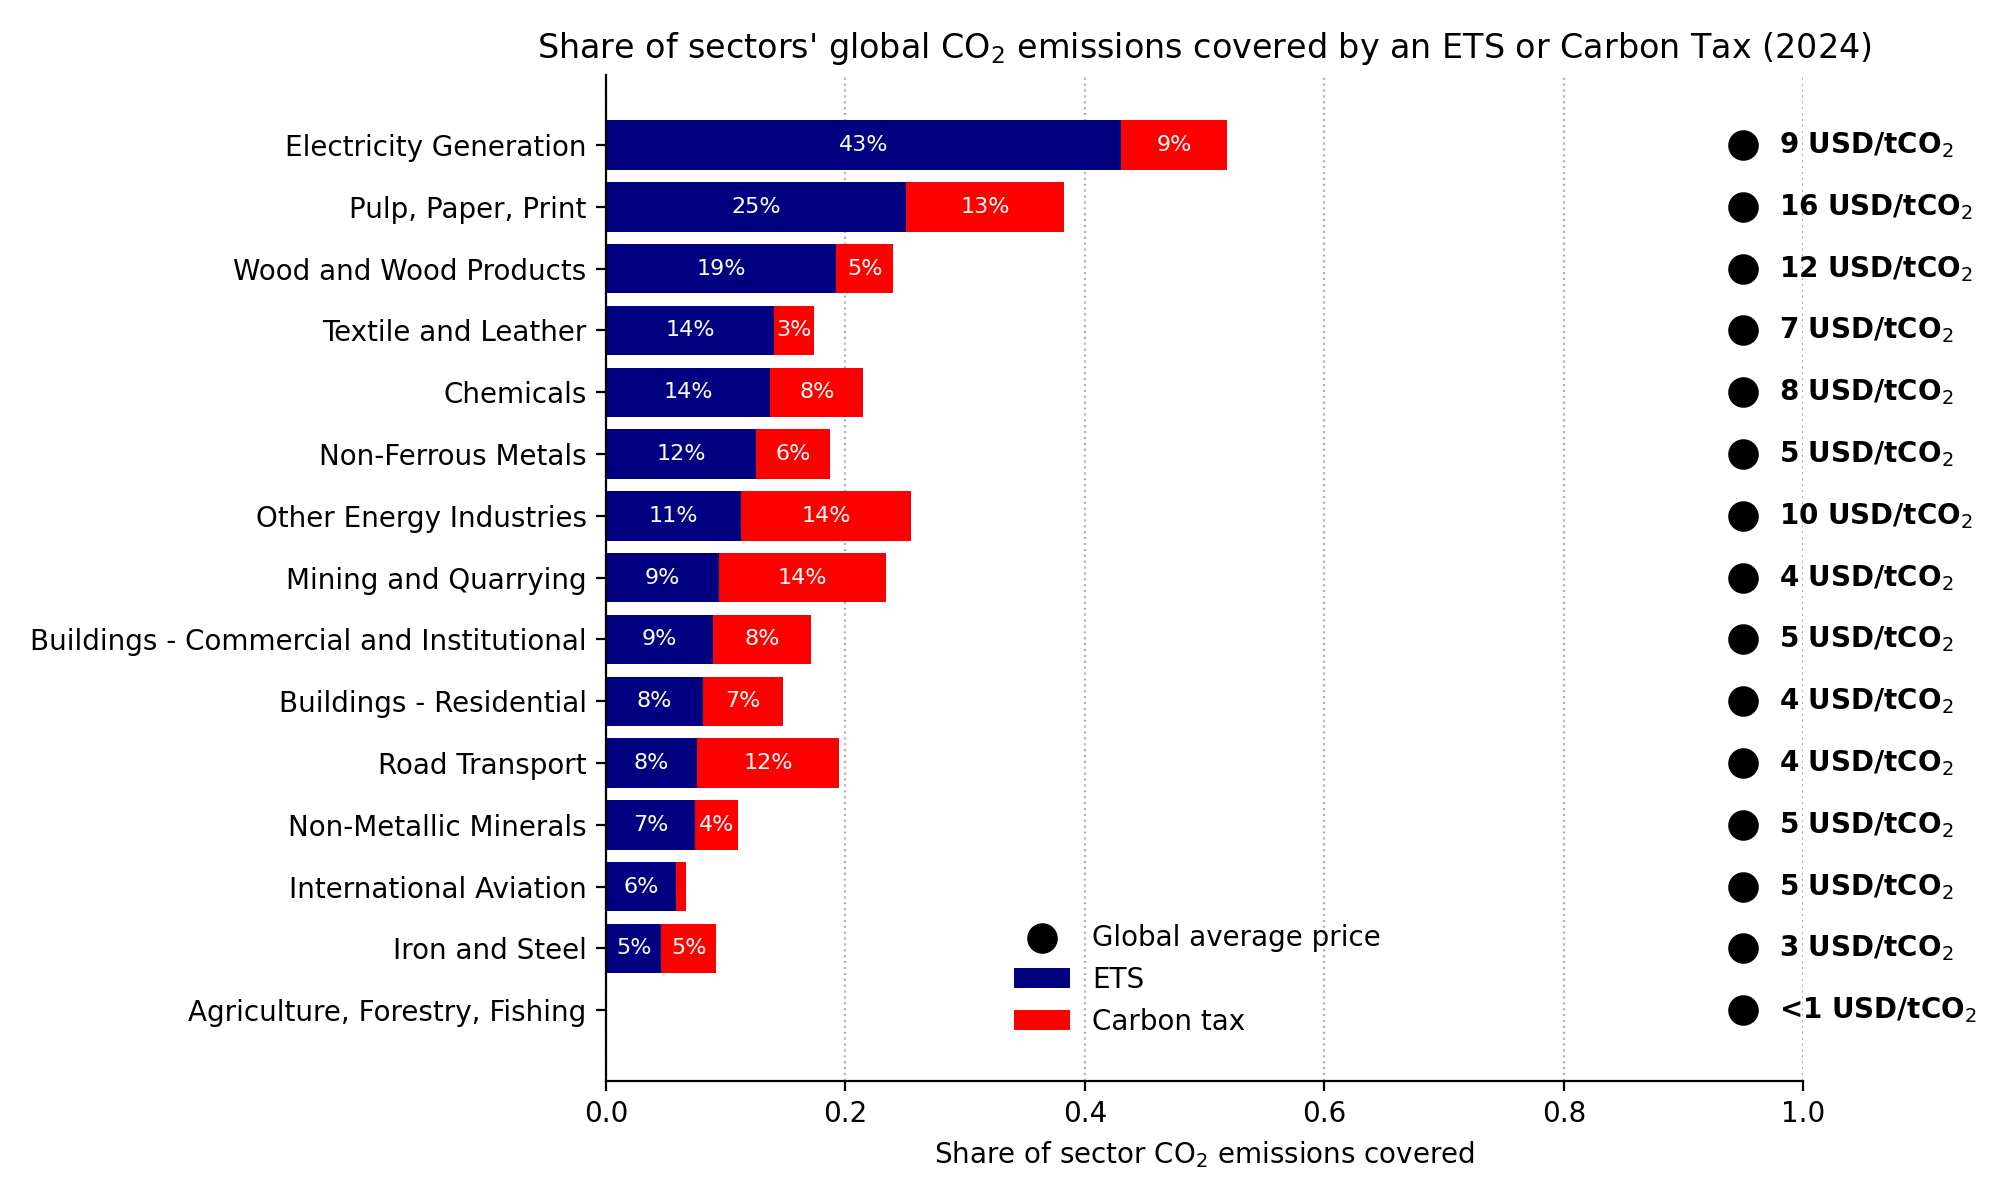 Share of sectors' global CO₂ emissions covered by an ETS or Carbon Tax (2024)
Electricity Generation 43% 9% 9 USD/tCO₂
Pulp, Paper, Print 25% 13% 16 USD/tCO₂
Wood and Wood Products 19% 5% 12 USD/tCO₂
Textile and Leather 14% 3% 7 USD/tCO₂
Chemicals 14% 8% 8 USD/tCO₂
Non-Ferrous Metals 12% 6% 5 USD/tCO₂
Other Energy Industries 11% 14% 10 USD/tCO₂
Mining and Quarrying 9% 14% 4 USD/tCO₂
Buildings - Commercial and Institutional 9% 8% 5 USD/tCO₂
Buildings - Residential 8% 7% 4 USD/tCO₂
Road Transport 8% 12% 4 USD/tCO₂
Non-Metallic Minerals 7% 4% 5 USD/tCO₂
International Aviation 6% 5 USD/tCO₂
Iron and Steel 5% 5% 3 USD/tCO₂
Agriculture, Forestry, Fishing <1 USD/tCO₂
Global average price
ETS
Carbon tax
0.0 0.2 0.4 0.6 0.8 1.0
Share of sector CO₂ emissions covered